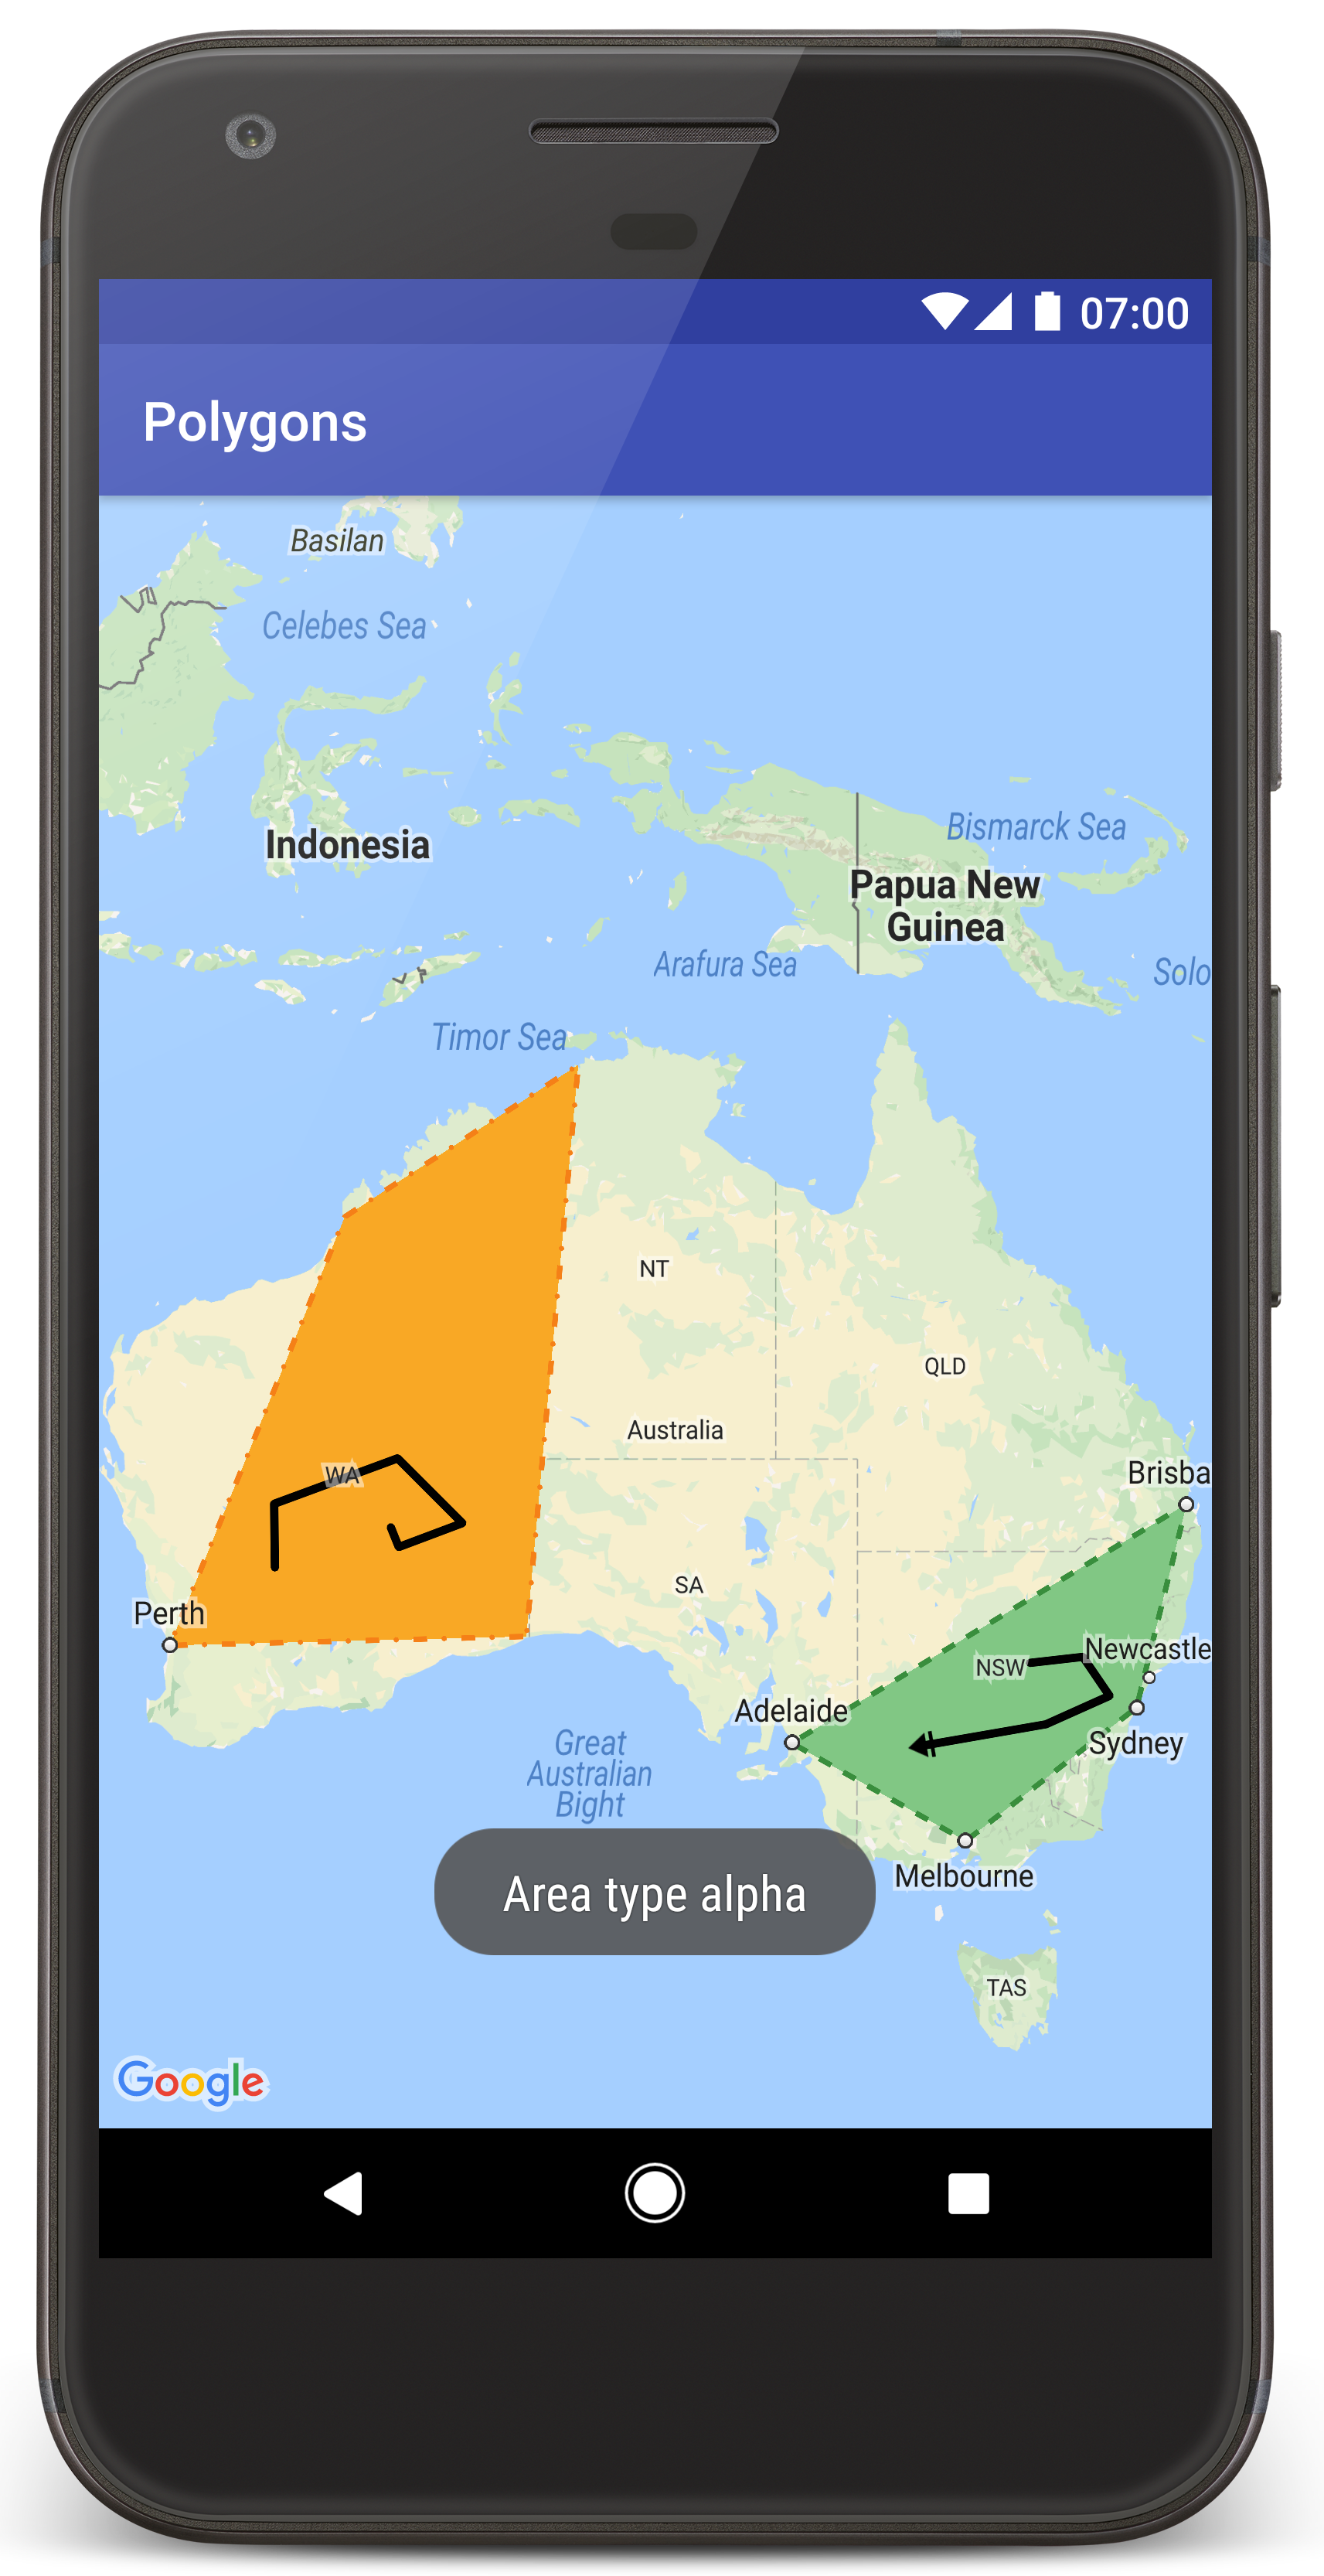 07:00
Polygons
Basilan
Celebes Sea
Indonesia
Bismarck Sea
Papua New
Guinea
Arafura Sea
Solo
Timor Sea
NT
QLD
Australia
Brisba
WA
SA
Perth
Newcastle
NSW
Adelaide
Sydney
Great
Australian
Bight
Melbourne
Area type alpha
TAS
Google